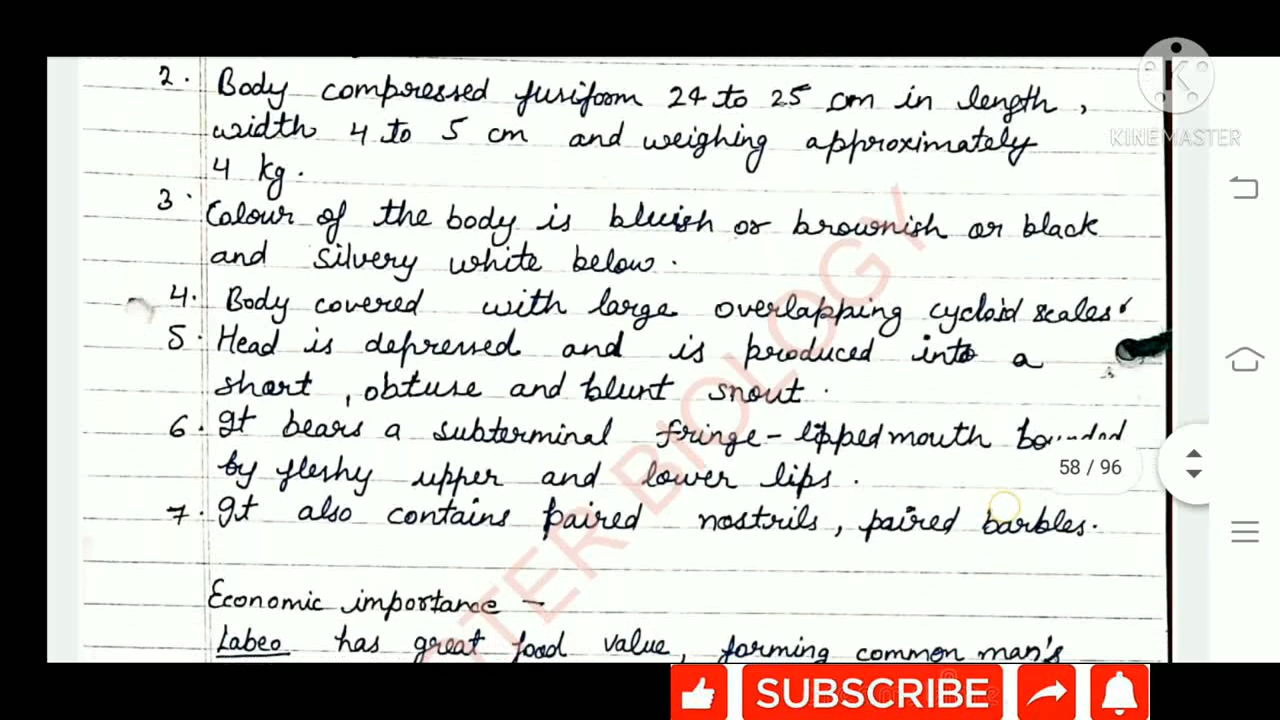 2. Body compressed fusiform 24 to 25 cm in length,
width 4 to 5 cm and weighing approximately
4 kg.
3. Colour of the body is bluish or brownish or black
and silvery white below.
4. Body covered with large overlapping cycloid scales.
5. Head is depressed and is produced into a
short, obtuse and blunt snout.
6. It bears a subterminal fringe-lipped mouth bounded
by fleshy upper and lower lips.
7. It also contains paired nostrils, paired barbles.
Economic importance -
Labeo has great food value, forming common man's
KINE MASTER
58 / 96
TER BIOLOGY
SUBSCRIBE